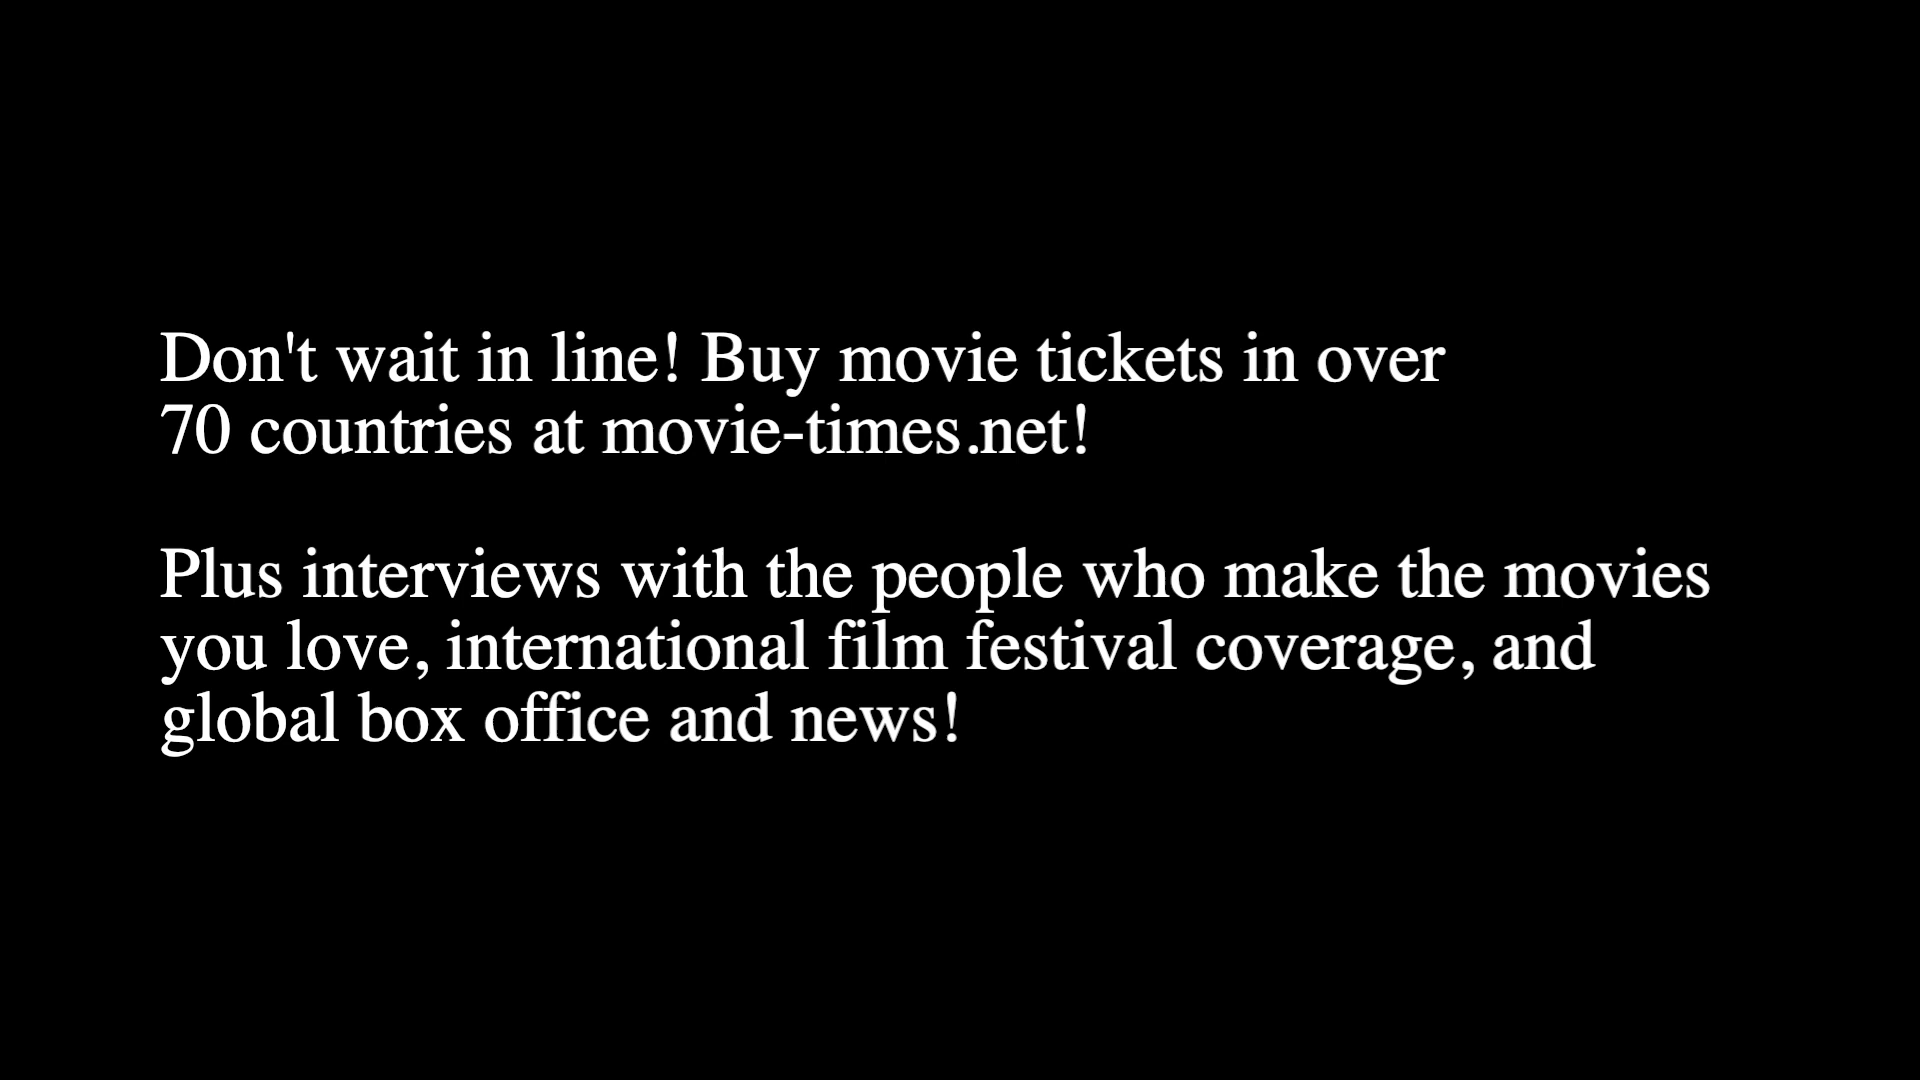 Don't wait in line! Buy movie tickets in over
70 countries at movie-times.net!
Plus interviews with the people who make the movies
you love, international film festival coverage, and
global box office and news!